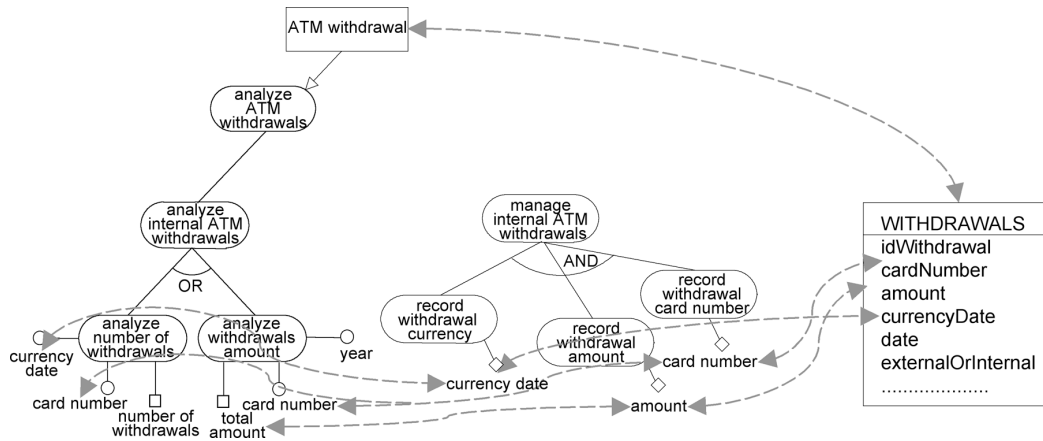 ATM withdrawal
analyze
ATM
withdrawals
analyze
internal ATM
withdrawals
OR
analyze
number of
withdrawals
analyze
withdrawals
amount
currency
date
card number
number of
withdrawals
total
amount
card number
year
manage
internal ATM
withdrawals
AND
record
withdrawal
currency
record
withdrawal
amount
record
withdrawal
card number
currency date
amount
card number
WITHDRAWALS
idWithdrawal
cardNumber
amount
currencyDate
date
externalOrInternal
....................